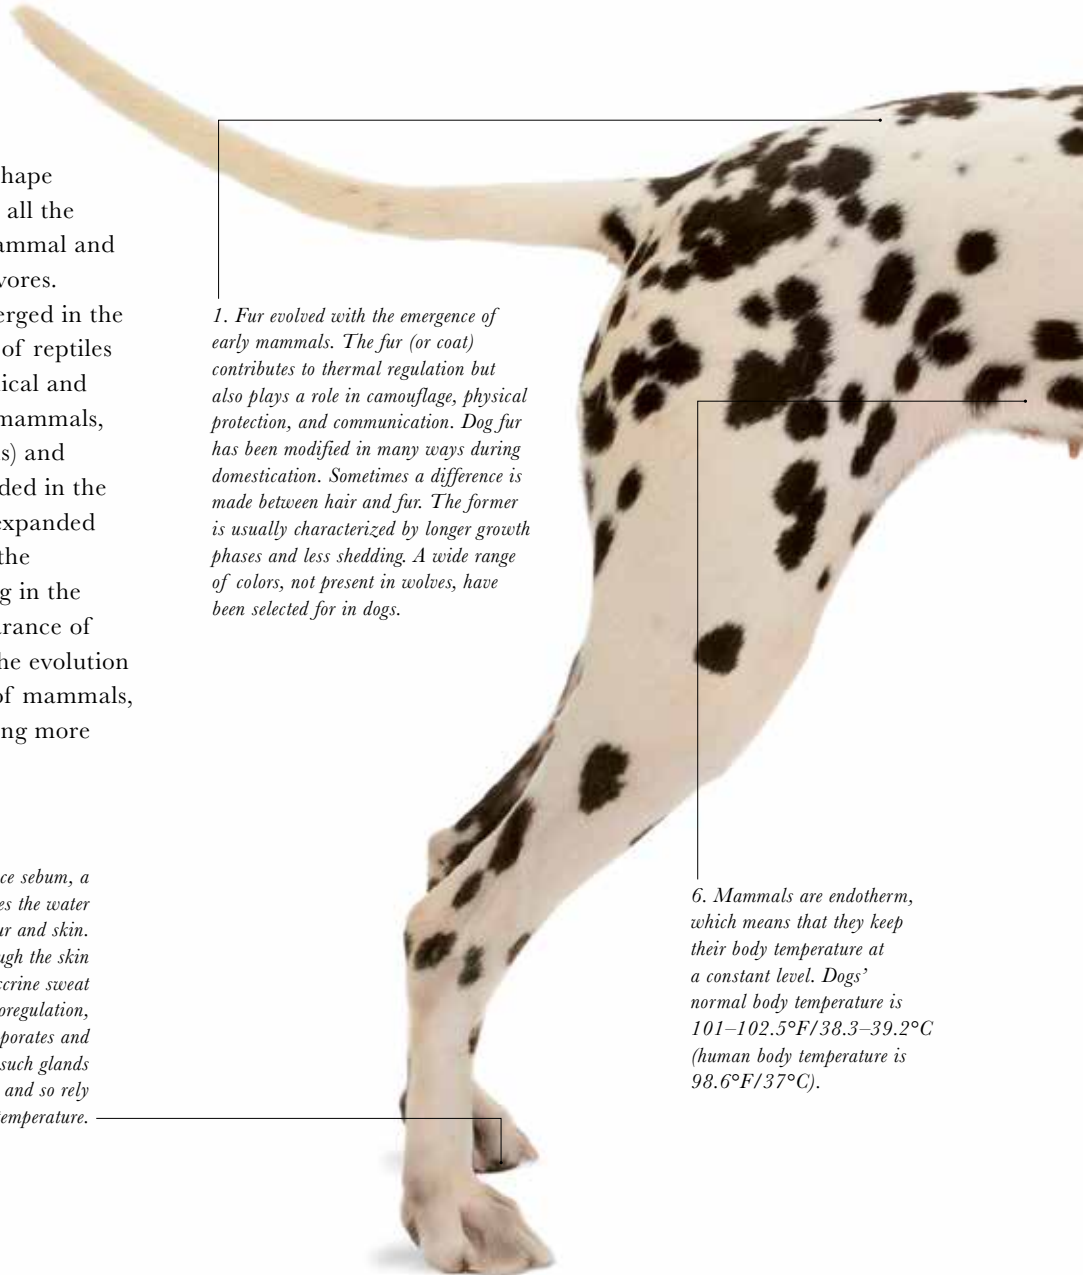 hape
all the
ammal and
vores.
erged in the
of reptiles
ical and
mammals,
s) and
ded in the
expanded
the
g in the
arance of
he evolution
of mammals,
ng more
1. Fur evolved with the emergence of
early mammals. The fur (or coat)
contributes to thermal regulation but
also plays a role in camouflage, physical
protection, and communication. Dog fur
has been modified in many ways during
domestication. Sometimes a difference is
made between hair and fur. The former
is usually characterized by longer growth
phases and less shedding. A wide range
of colors, not present in wolves, have
been selected for in dogs.
ce sebum, a
es the water
ur and skin.
ugh the skin
ccrine sweat
oregulation,
porates and
such glands
and so rely
temperature.
6. Mammals are endotherm,
which means that they keep
their body temperature at
a constant level. Dogs’
normal body temperature is
101–102.5°F/38.3–39.2°C
(human body temperature is
98.6°F/37°C).